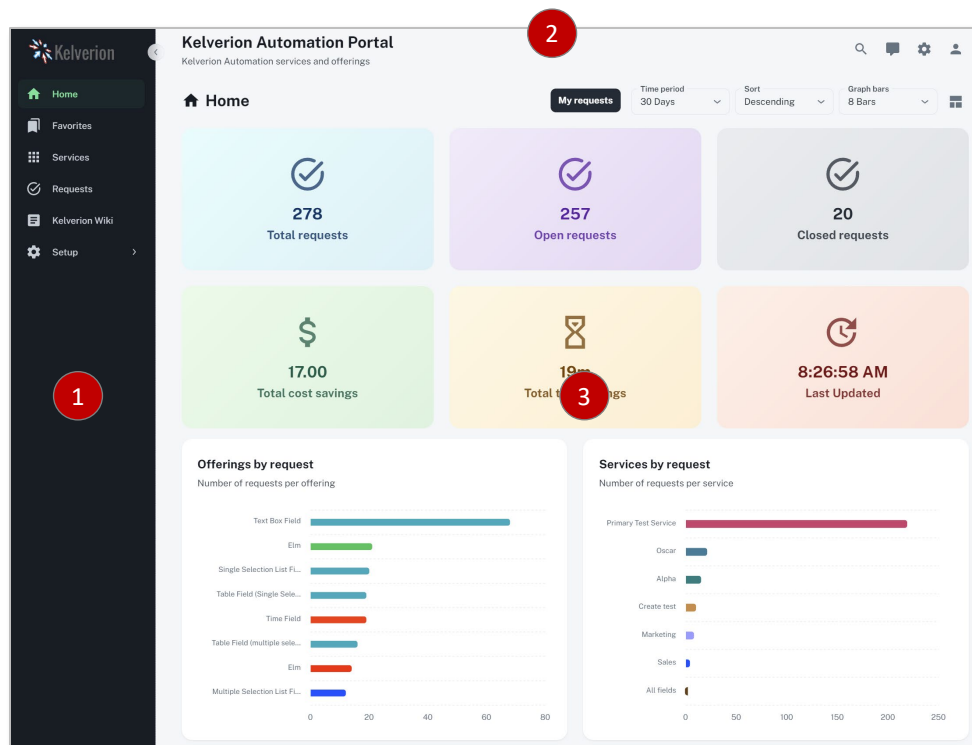 Kelverion
Home
Favorites
Services
Requests
Kelverion Wiki
Setup
1
2
Kelverion Automation Portal
Kelverion Automation services and offerings
Home
My requests
Time period
30 Days
Sort
Descending
Graph bars
8 Bars
278
Total requests
257
Open requests
20
Closed requests
17.00
Total cost savings
19m
Total t ngs
3
8:26:58 AM
Last Updated
Offerings by request
Number of requests per offering
Text Box Field
Elm
Single Selection List Fi...
Table Field (Single Sele...
Time Field
Table Field (multiple sele...
Elm
Multiple Selection List Fi...
0 20 40 60 80
Services by request
Number of requests per service
Primary Test Service
Oscar
Alpha
Create test
Marketing
Sales
All fields
0 50 100 150 200 250